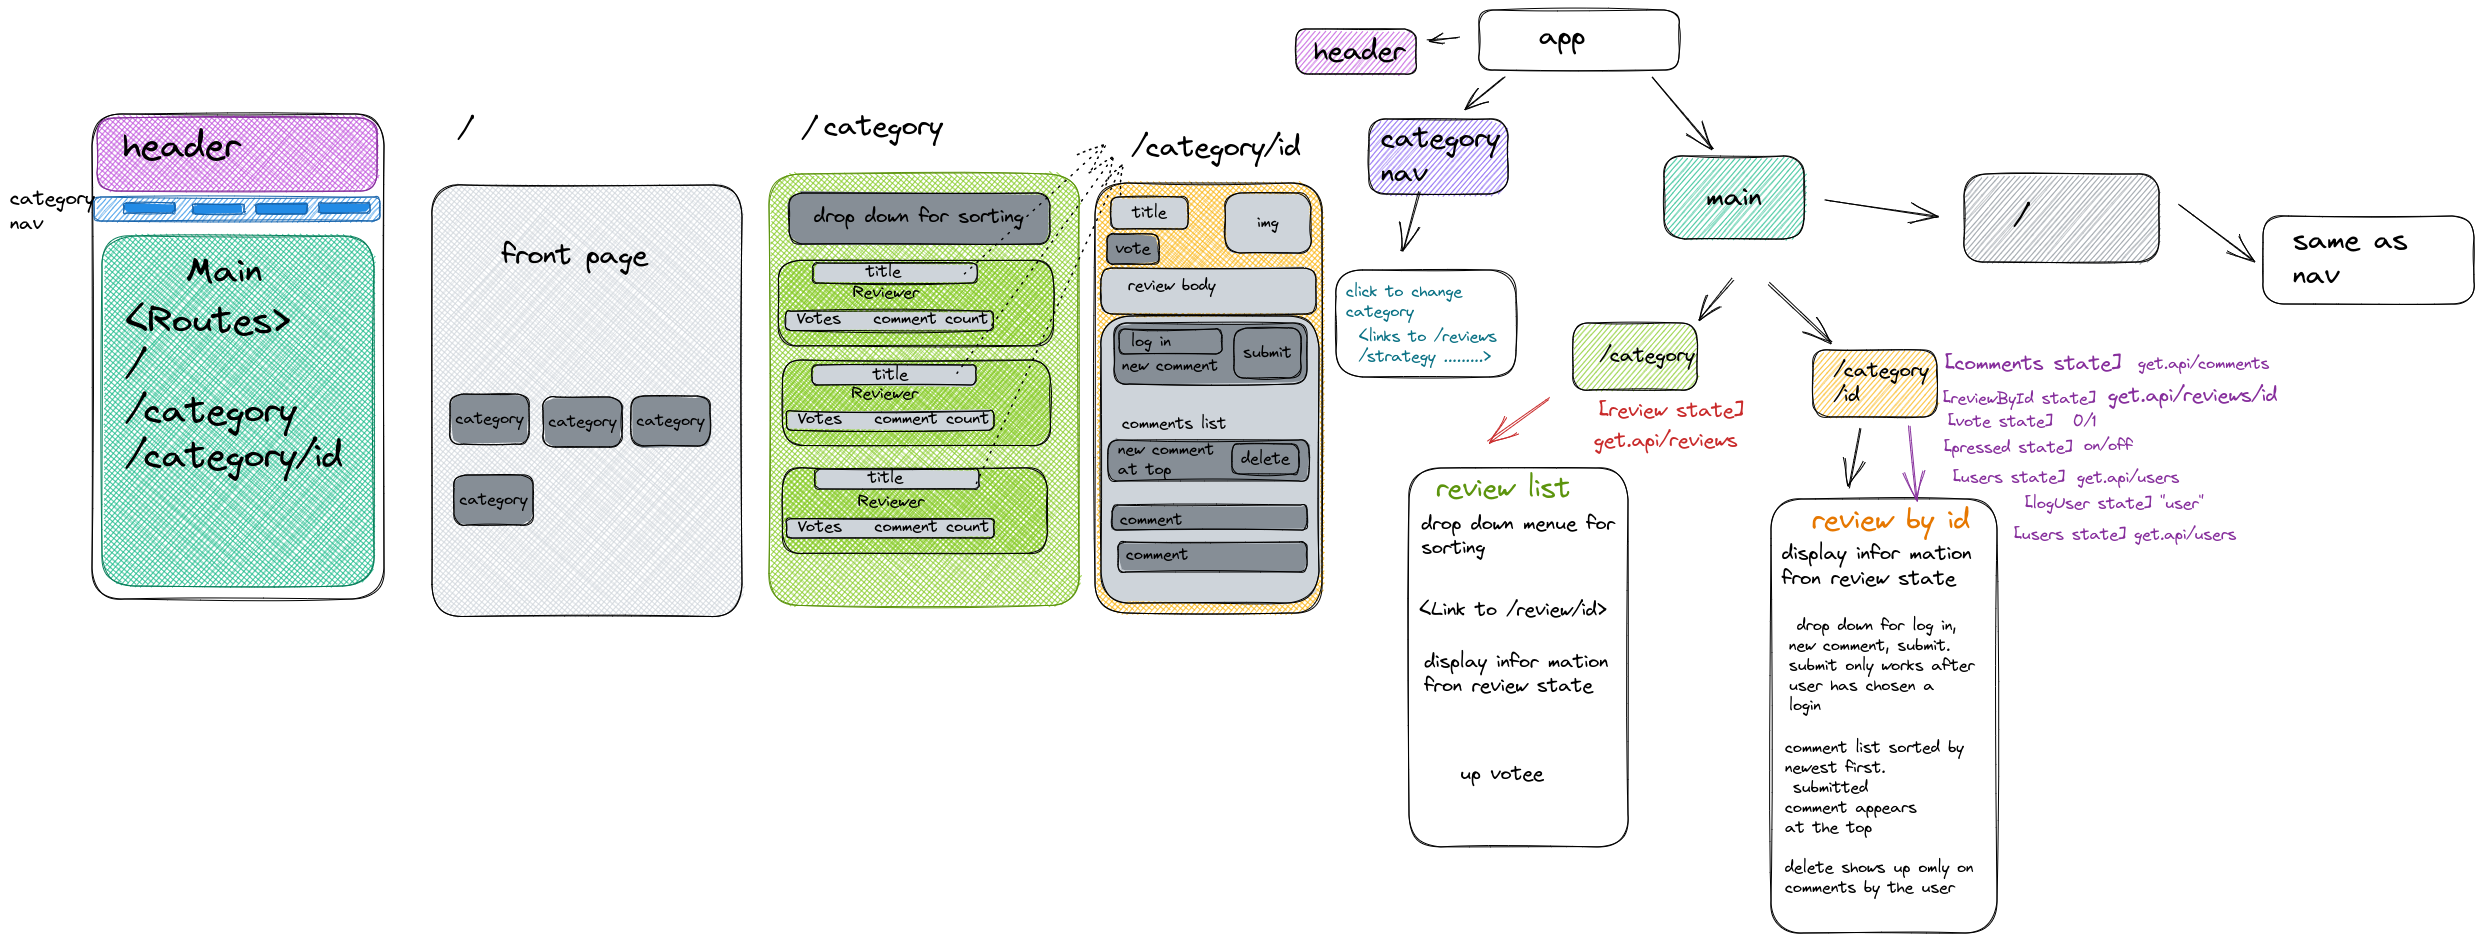 header
category
nav
Main
<Routes>
/
/category
/category/id
/
front page
category
category
category
category
/ category
drop down for sorting
title
Reviewer
Votes comment count
title
Reviewer
Votes comment count
title
Reviewer
Votes comment count
/category/id
title
img
vote
review body
log in
submit
new comment
comments list
new comment
at top
delete
comment
comment
header
app
category
nav
main
/
same as
nav
click to change
category
<links to /reviews
/strategy .........>
/category
/category
/id
[review state]
get.api/reviews
[comments state] get.api/comments
[reviewById state] get.api/reviews/id
[vote state] 0/1
[pressed state] on/off
[users state] get.api/users
[logUser state] "user"
[users state] get.api/users
review list
drop down menue for
sorting
<Link to /review/id>
display infor mation
fron review state
up votee
review by id
display infor mation
fron review state
drop down for log in,
new comment, submit.
submit only works after
user has chosen a
login
comment list sorted by
newest first.
submitted
comment appears
at the top
delete shows up omly on
comments by the user